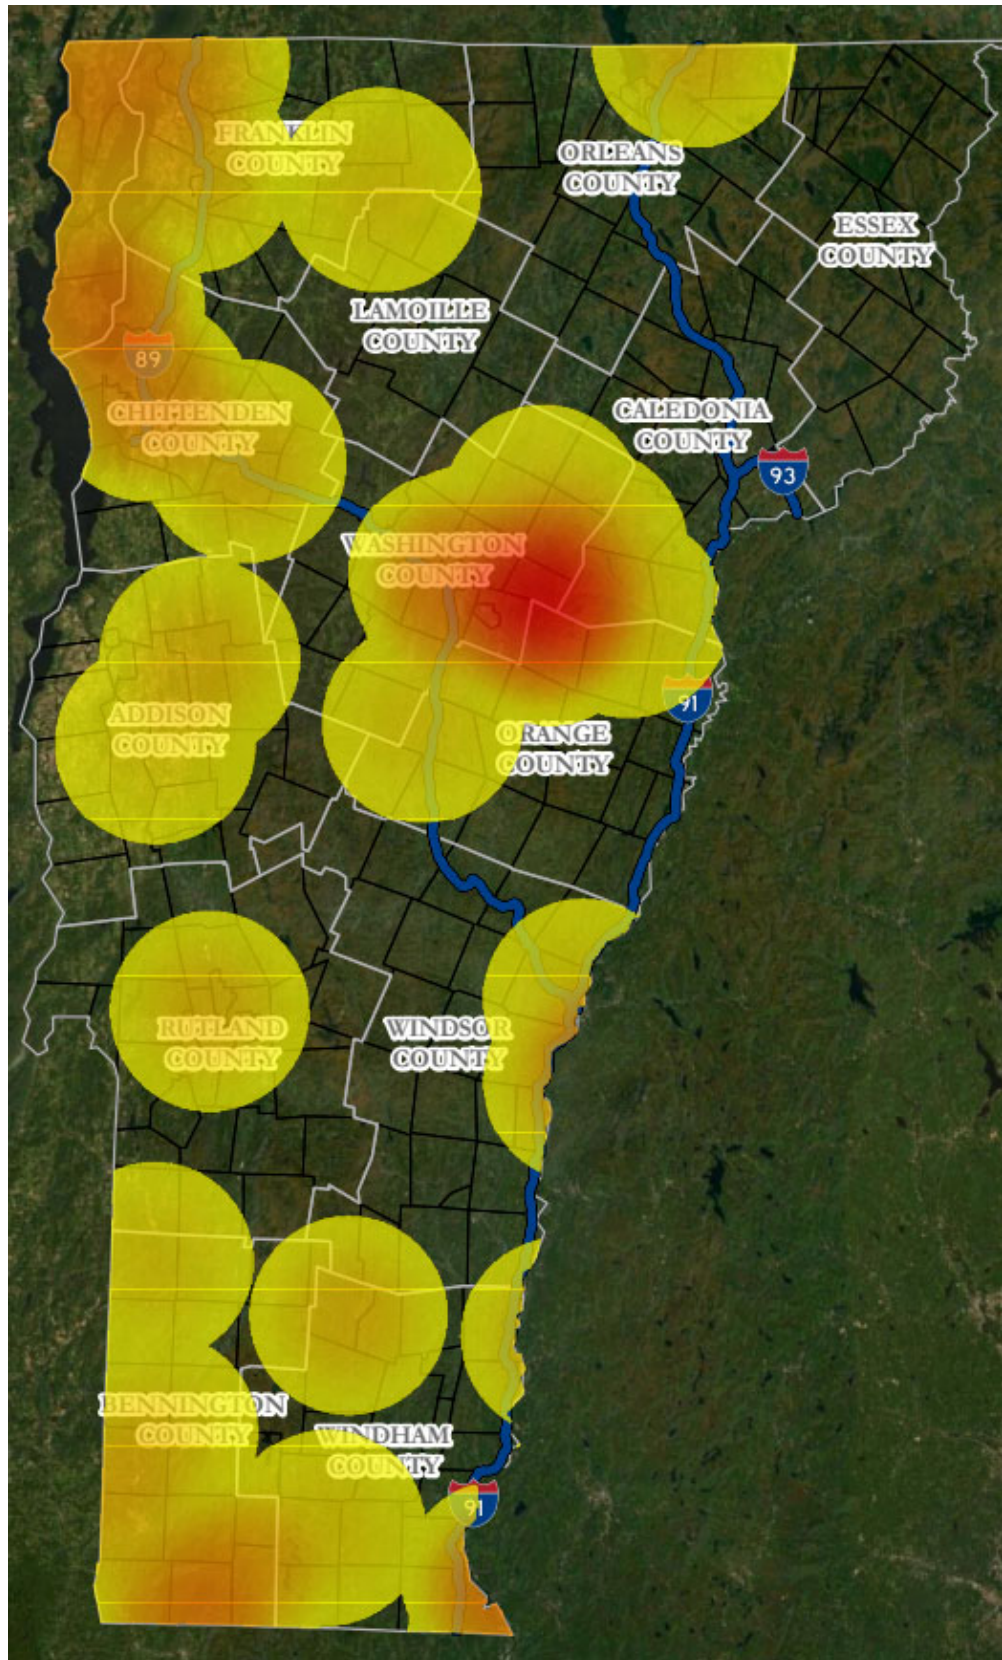 FRANKLIN
COUNTY
ORLEANS
COUNTY
ESSEX
COUNTY
LAMOILLE
COUNTY
89
CHITTENDEN
COUNTY
CALEDONIA
COUNTY
93
WASHINGTON
COUNTY
91
ADDISON
COUNTY
ORANGE
COUNTY
RUTLAND
COUNTY
WINDSOR
COUNTY
BENNINGTON
COUNTY
WINDHAM
COUNTY
91